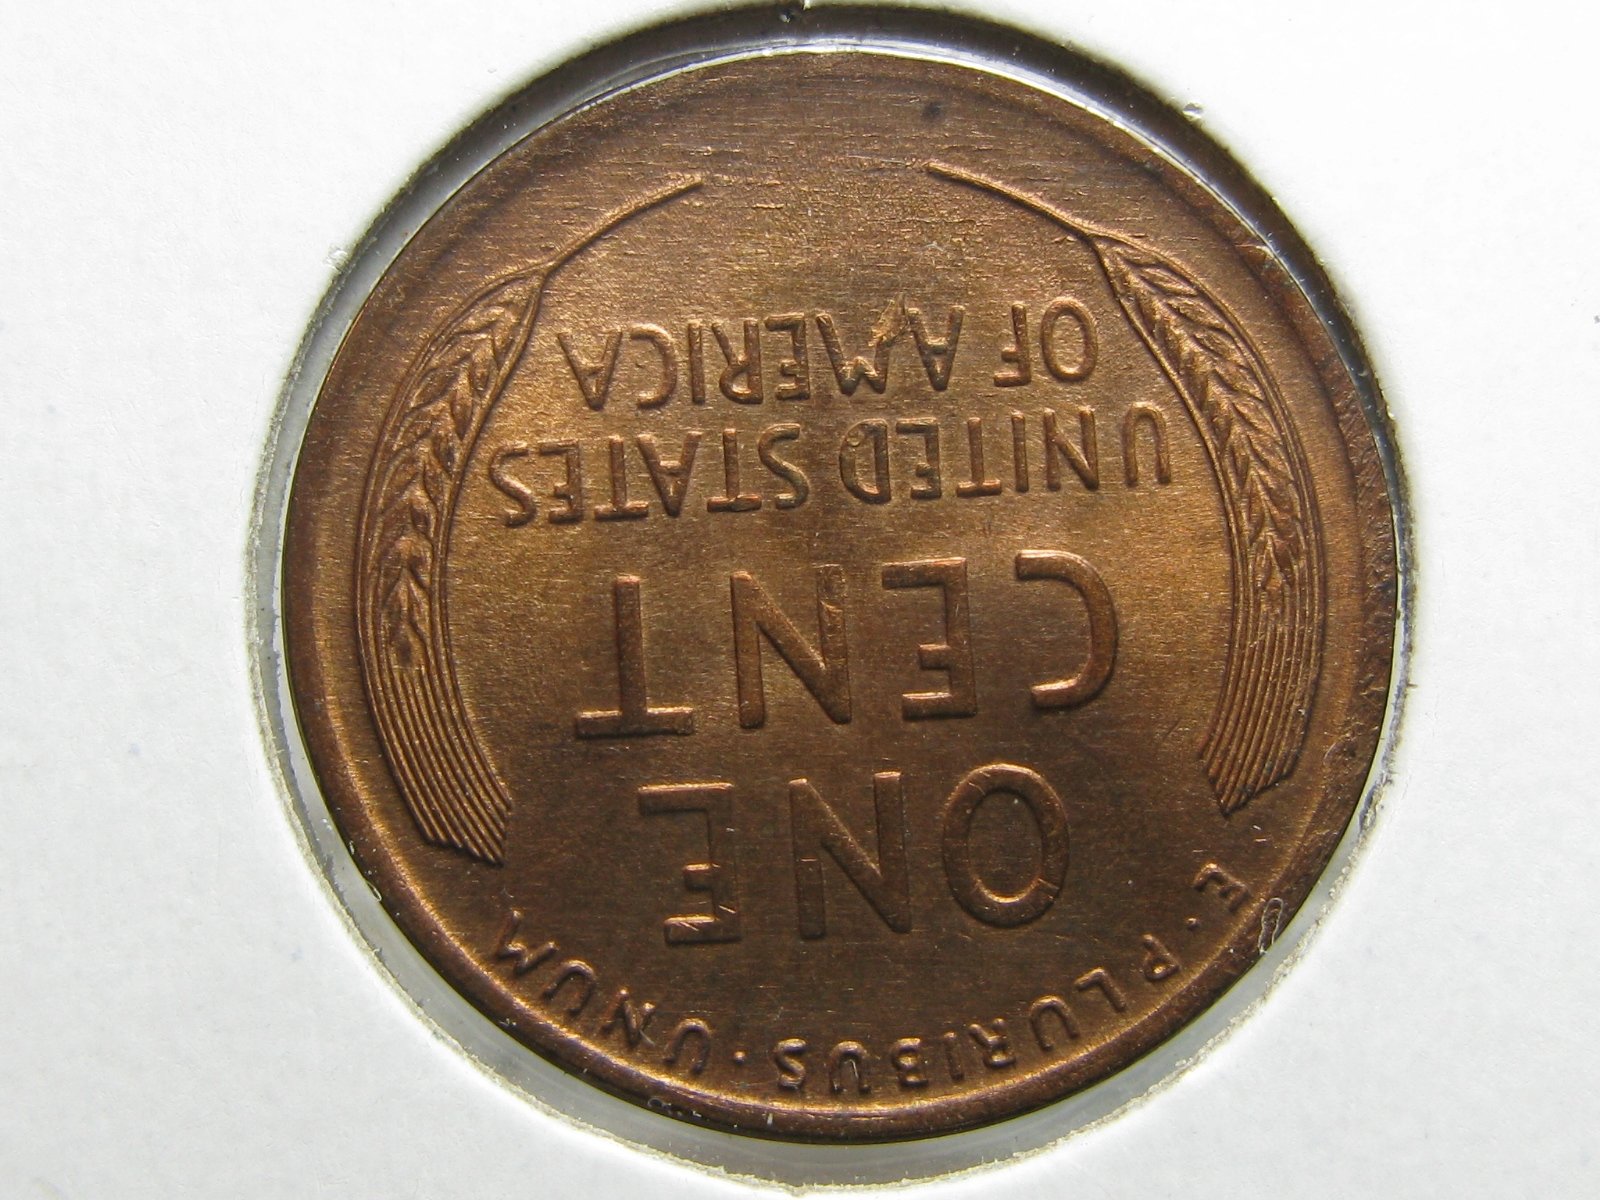 E·PLURIBUS·UNUM
ONE
CENT
UNITED STATES
OF AMERICA